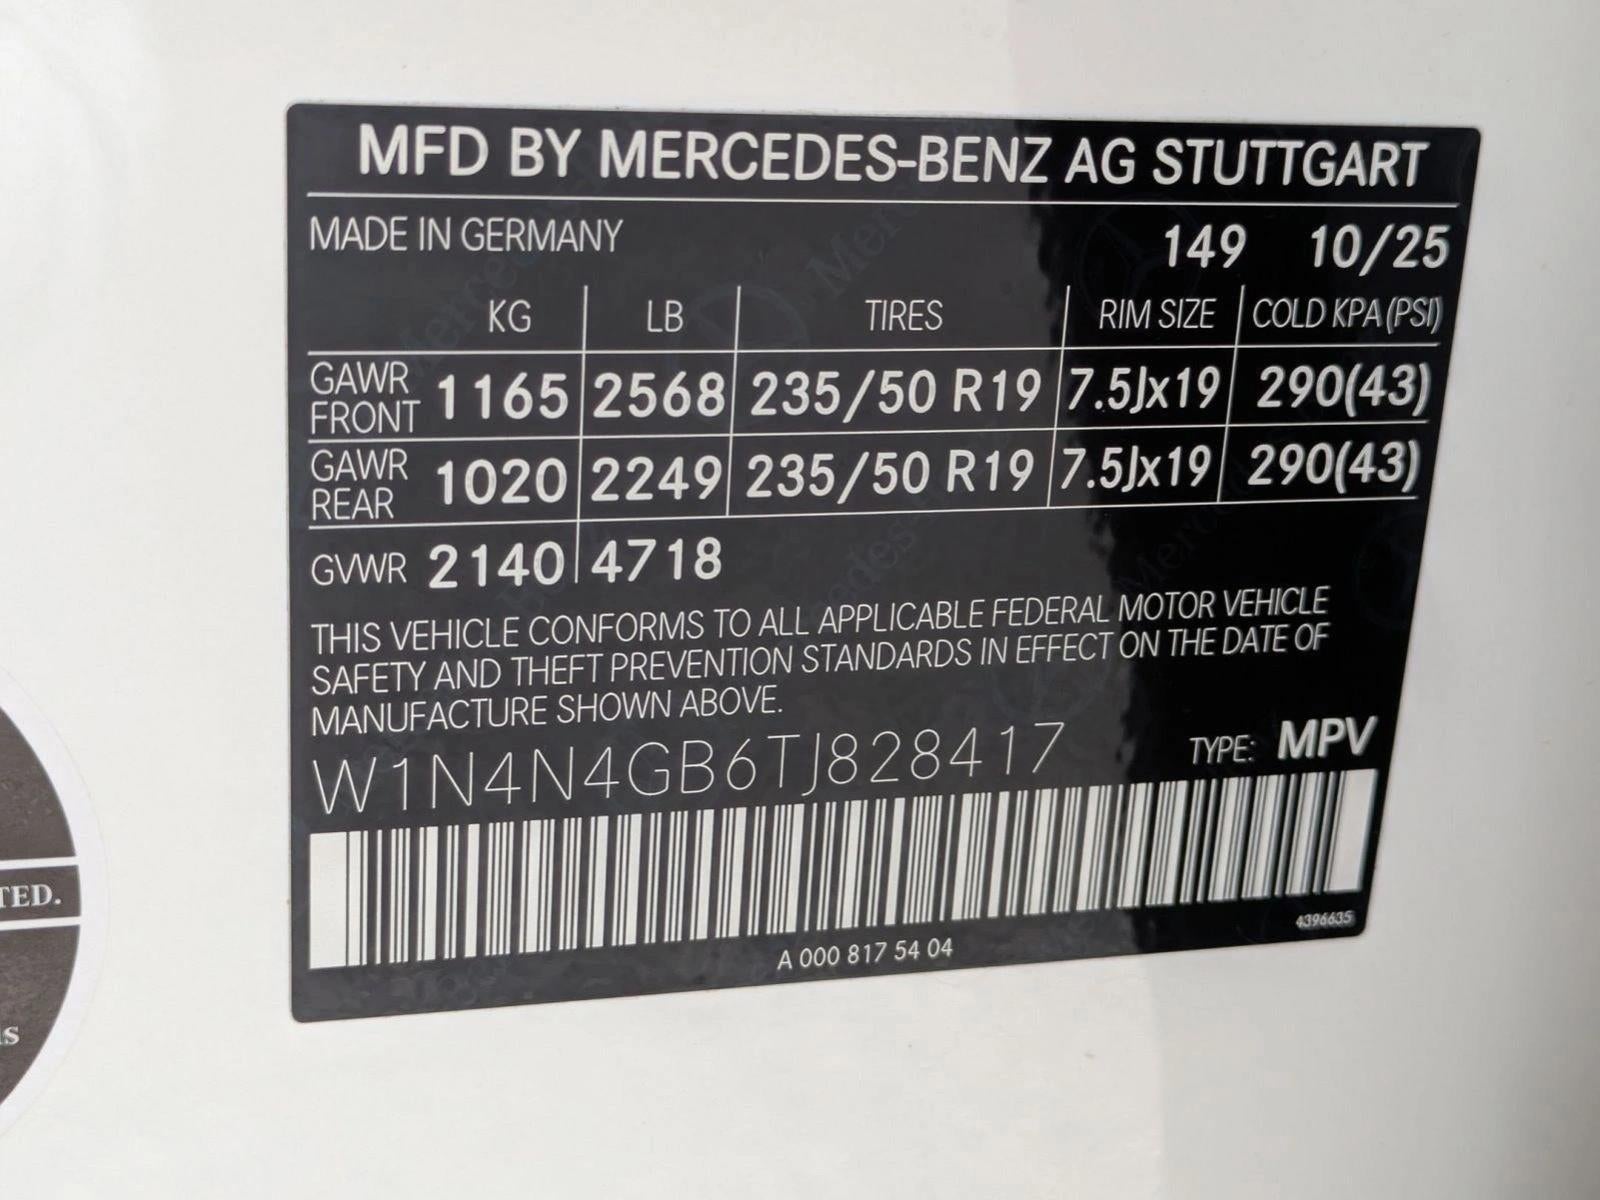 MFD BY MERCEDES-BENZ AG STUTTGART
MADE IN GERMANY 149 10/25
KG LB TIRES RIM SIZE COLD KPA(PSI)
GAWR FRONT 1165 2568 235/50 R19 7.5Jx19 290(43)
GAWR REAR 1020 2249 235/50 R19 7.5Jx19 290(43)
GVWR 2140 4718
THIS VEHICLE CONFORMS TO ALL APPLICABLE FEDERAL MOTOR VEHICLE
SAFETY AND THEFT PREVENTION STANDARDS IN EFFECT ON THE DATE OF
MANUFACTURE SHOWN ABOVE.
W1N4N4GB6TJ828417 TYPE: MPV
4396635
A 000 817 54 04
TED.